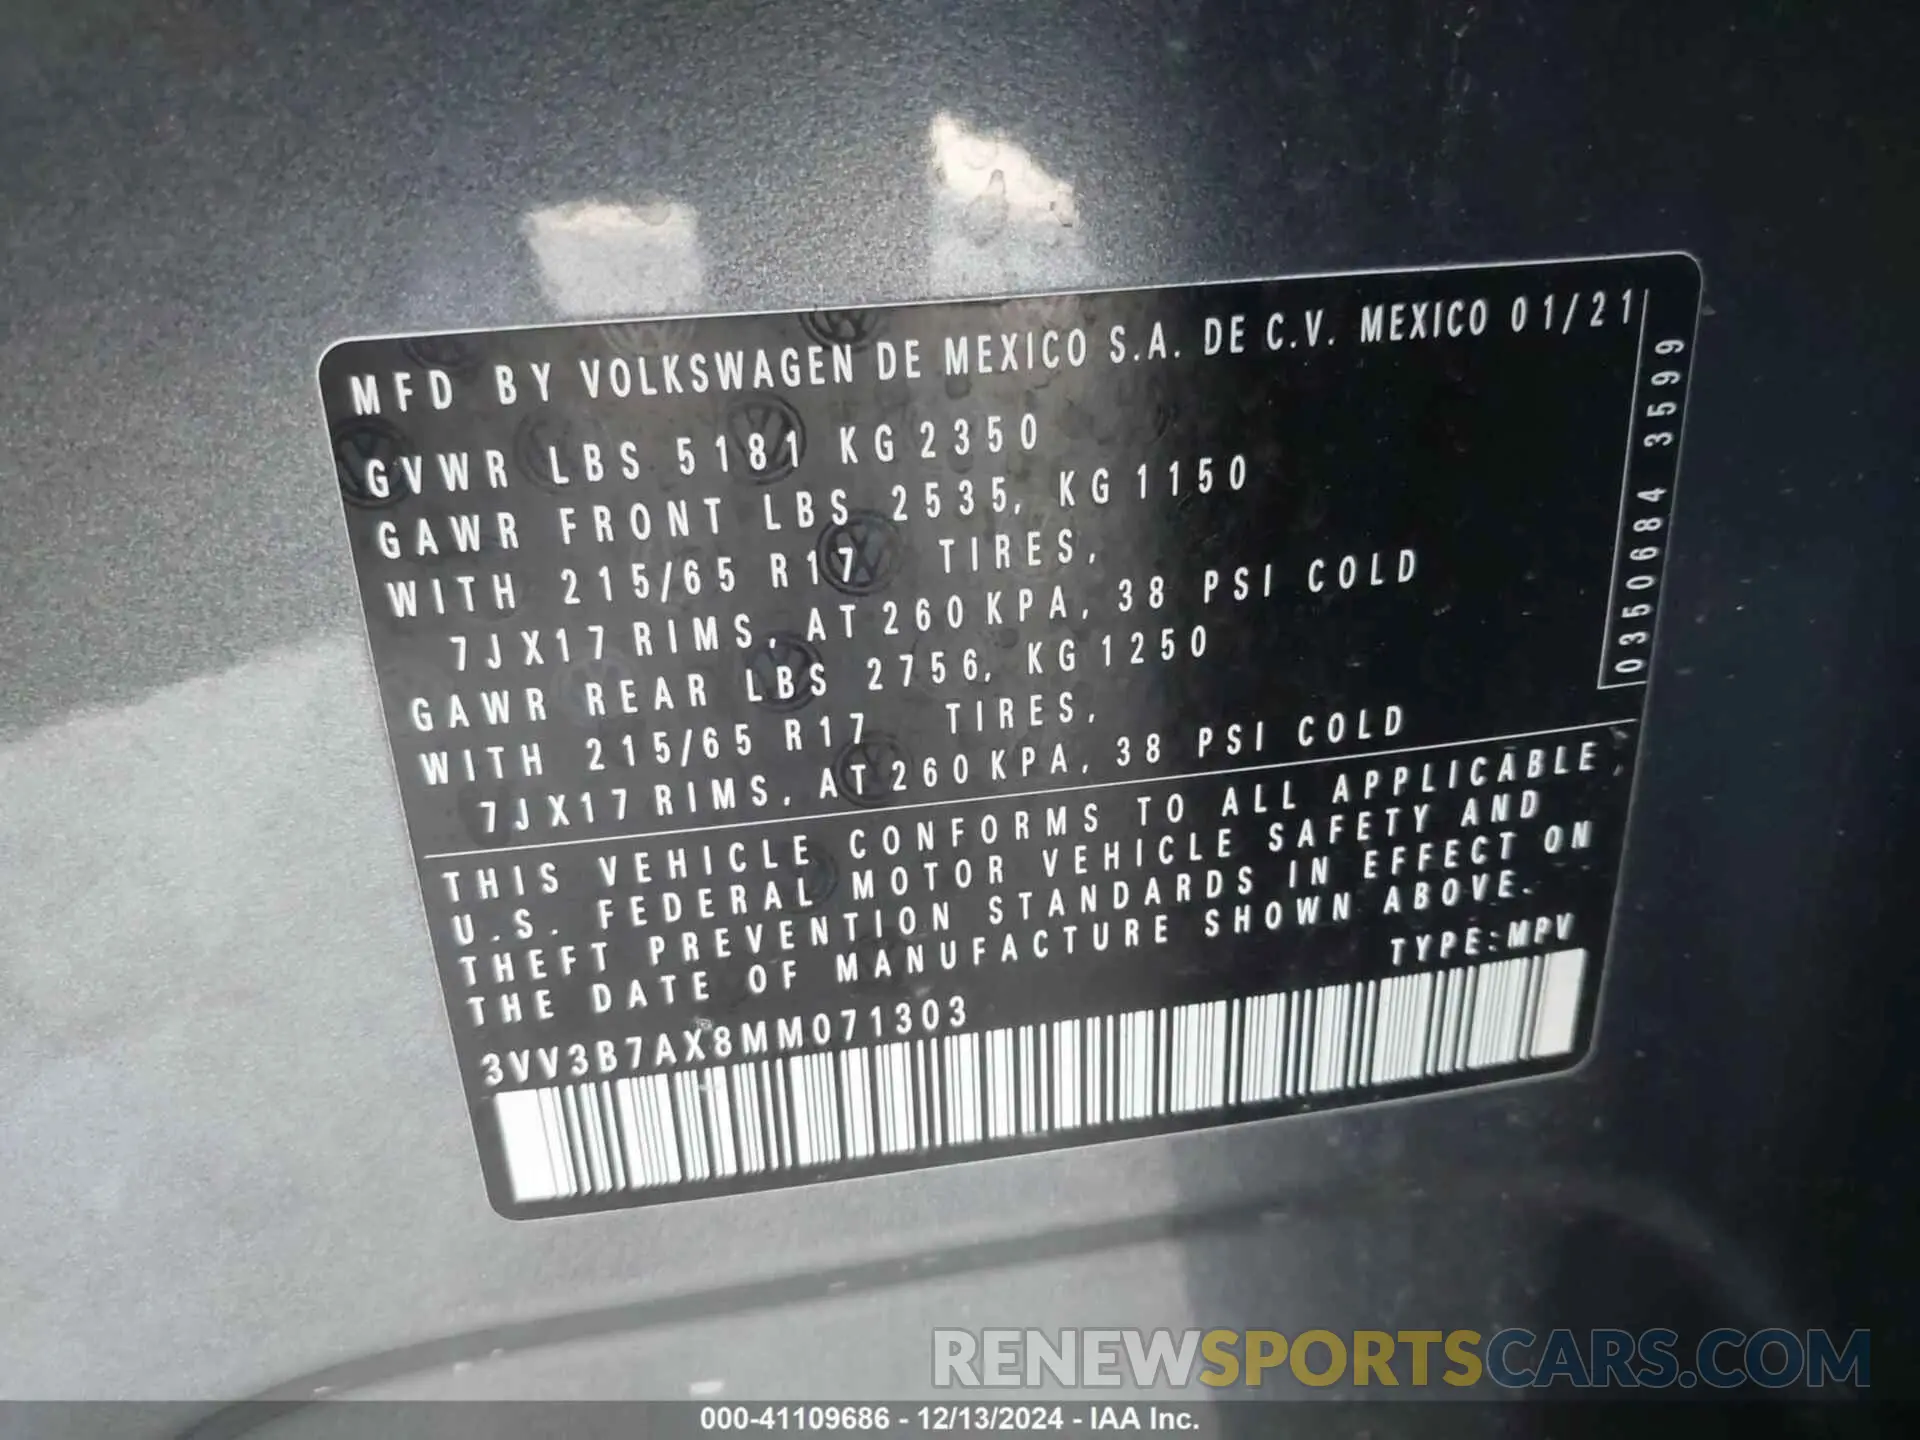 MFD BY VOLKSWAGEN DE MEXICO S.A. DE C.V. MEXICO 01/21
GVWR LBS 5181 KG 2350
GAWR FRONT LBS 2535, KG 1150
WITH 215/65 R17 TIRES,
7JX17 RIMS, AT 260 KPA, 38 PSI COLD
GAWR REAR LBS 2756, KG 1250
WITH 215/65 R17 TIRES,
7JX17 RIMS, AT 260 KPA, 38 PSI COLD
0350684 3599
THIS VEHICLE CONFORMS TO ALL APPLICABLE
U.S. FEDERAL MOTOR VEHICLE SAFETY AND
THEFT PREVENTION STANDARDS IN EFFECT ON
THE DATE OF MANUFACTURE SHOWN ABOVE.
TYPE: MPV
3VV3B7AX8MM071303
RENEWSPORTSCARS.COM
000-41109686 - 12/13/2024 - IAA Inc.